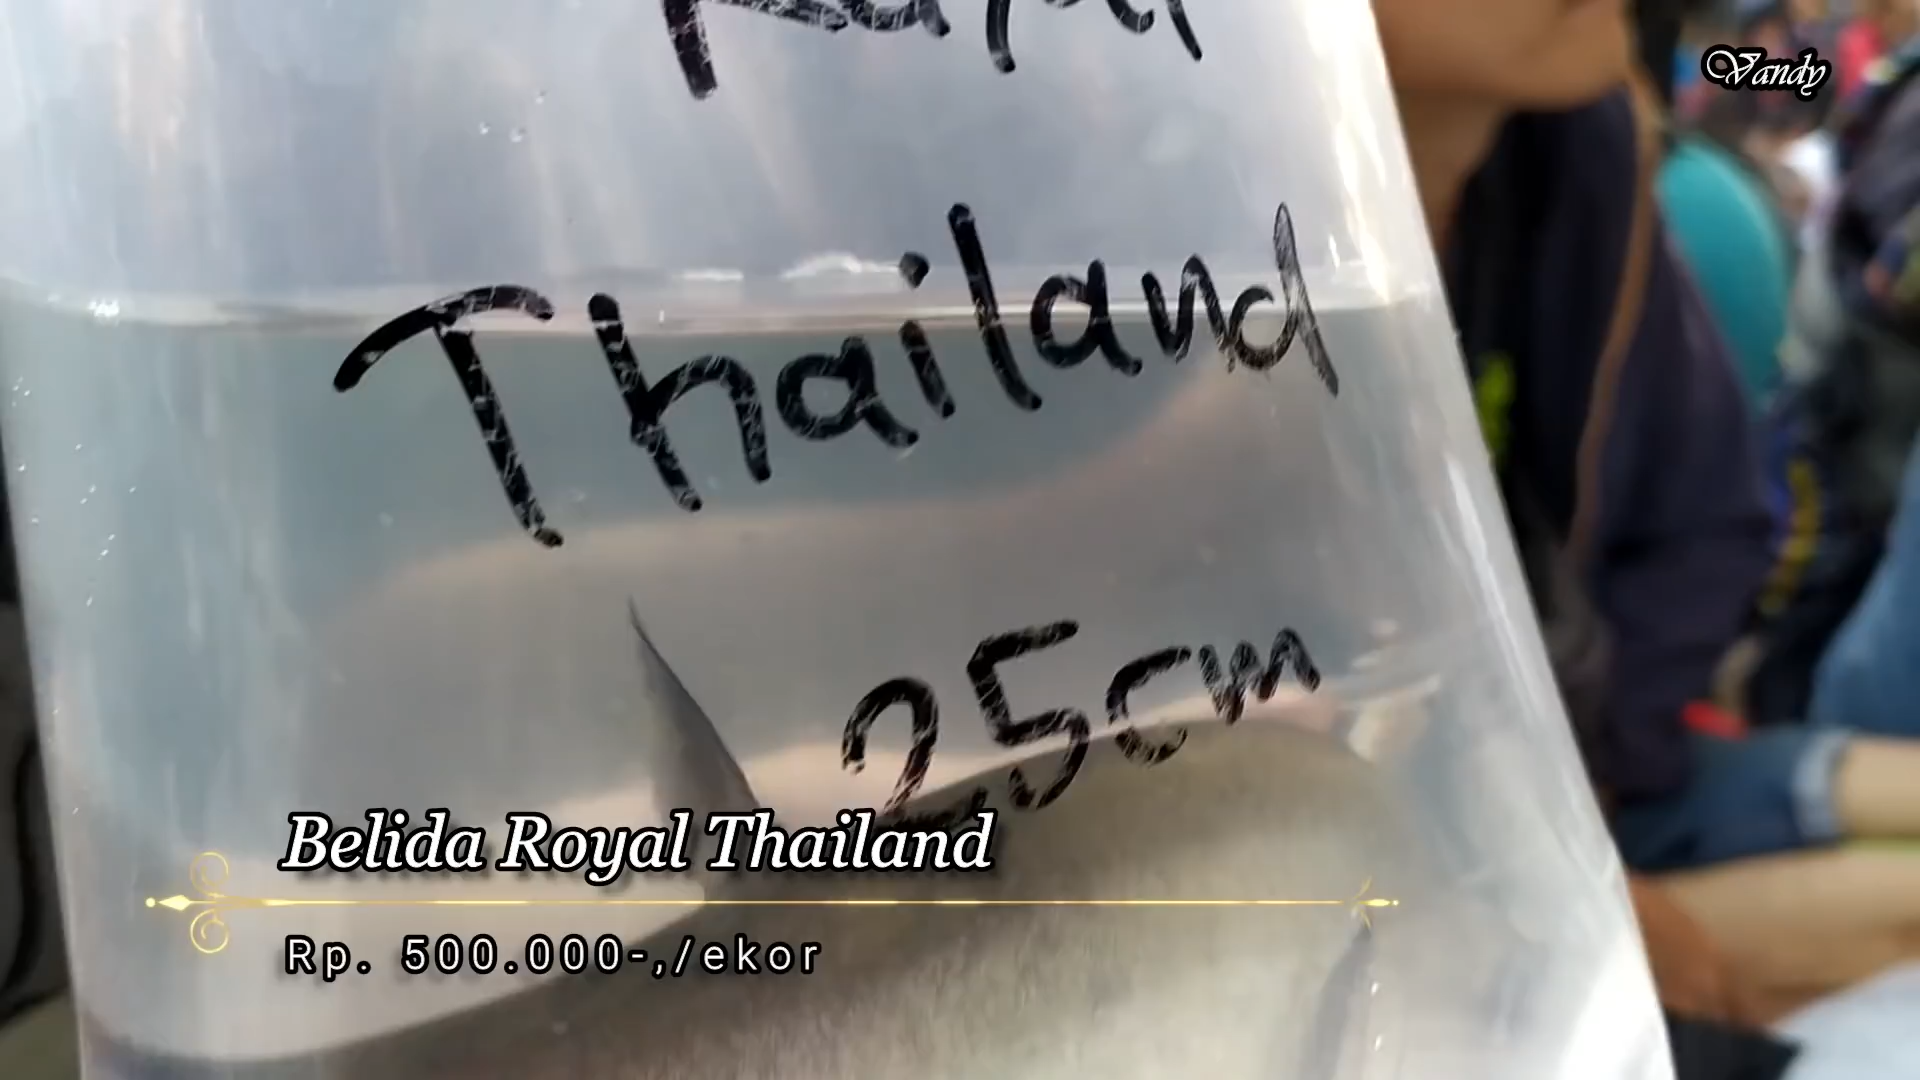 Vandy
Thailand
25cm
Belida Royal Thailand
Rp. 500.000-,/ekor